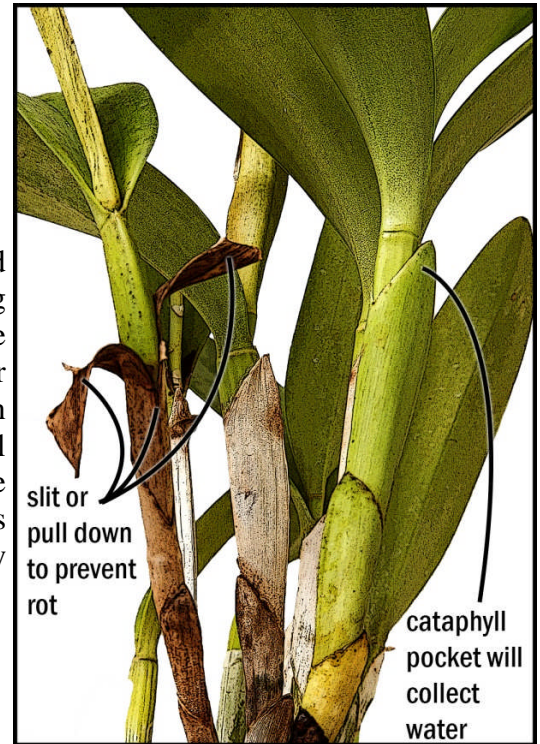 d
g
e
r
n
l
e
s
y
slit or
pull down
to prevent
rot
cataphyll
pocket will
collect
water